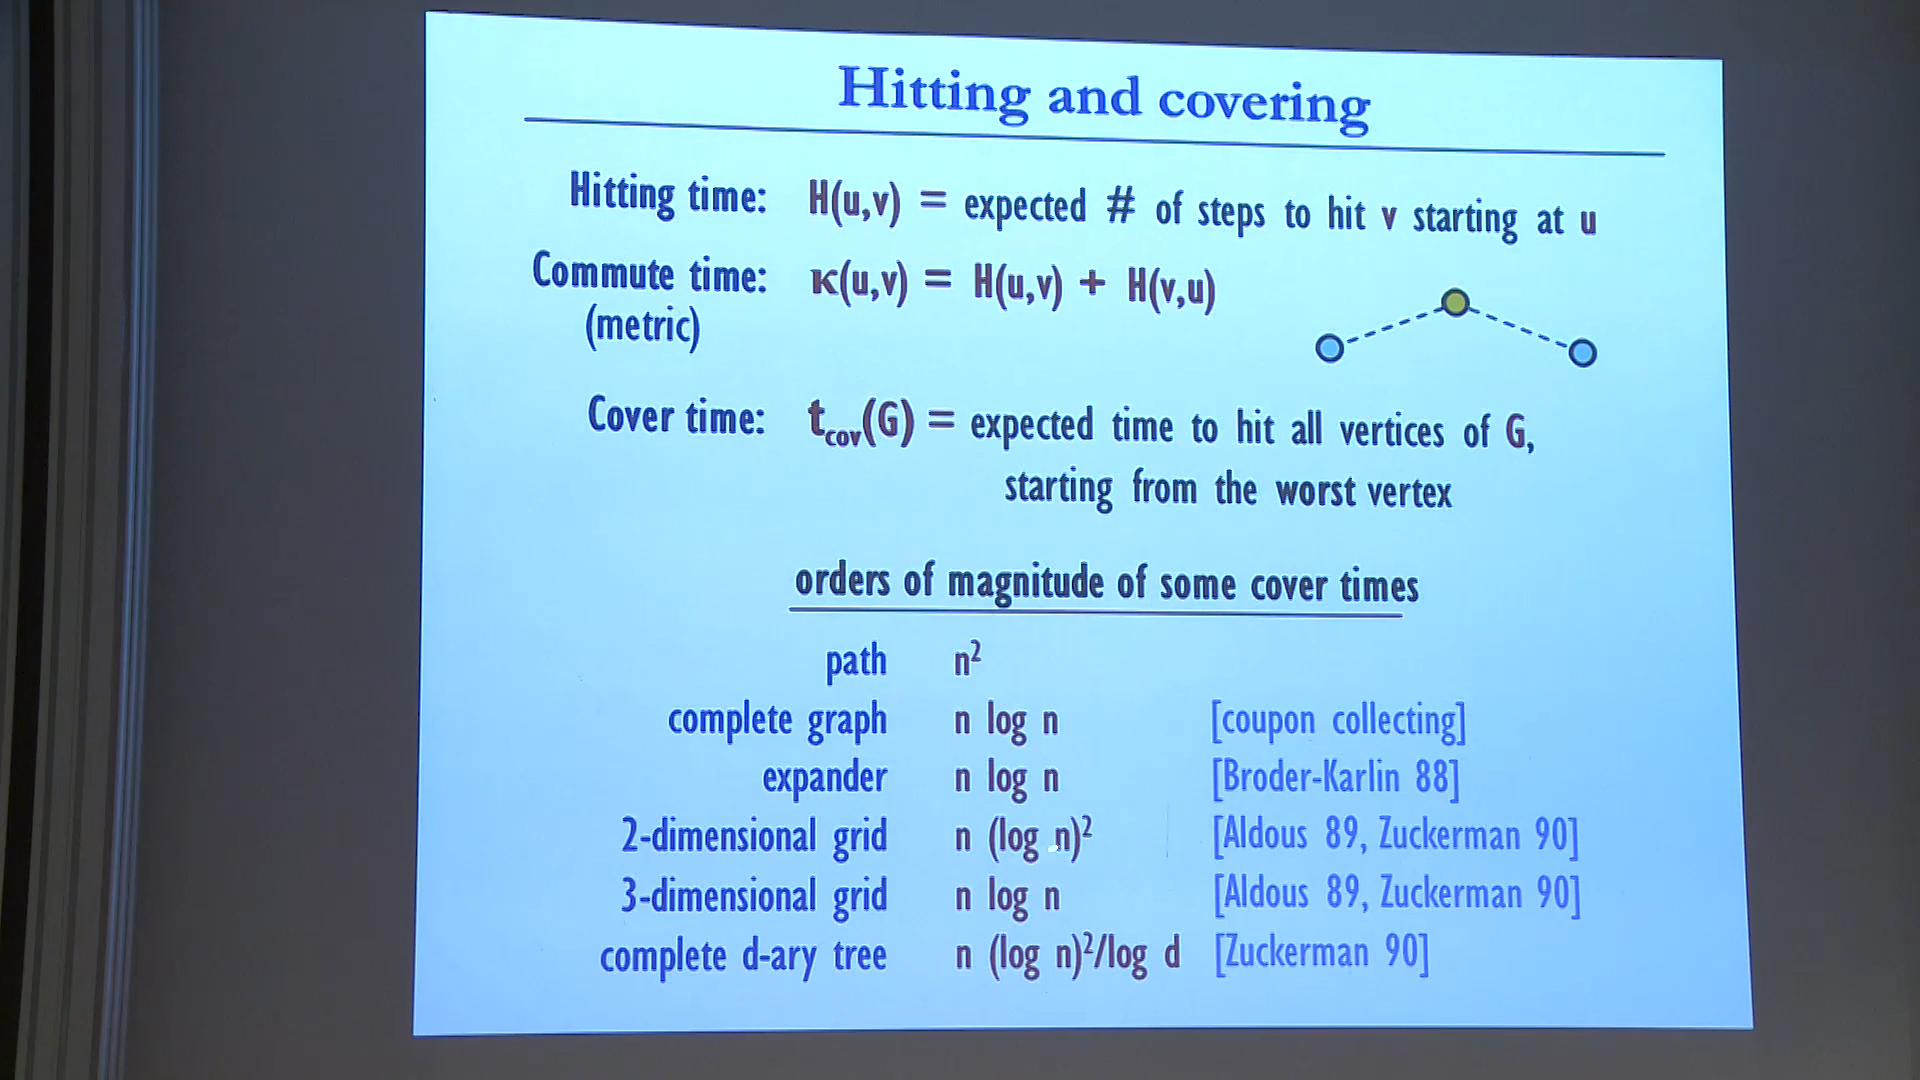 Hitting and covering
Hitting time: H(u,v) = expected # of steps to hit v starting at u
Commute time: κ(u,v) = H(u,v) + H(v,u)
(metric)
Cover time: t_cov(G) = expected time to hit all vertices of G,
starting from the worst vertex
orders of magnitude of some cover times
path n²
complete graph n log n [coupon collecting]
expander n log n [Broder-Karlin 88]
2-dimensional grid n (log n)² [Aldous 89, Zuckerman 90]
3-dimensional grid n log n [Aldous 89, Zuckerman 90]
complete d-ary tree n (log n)²/log d [Zuckerman 90]